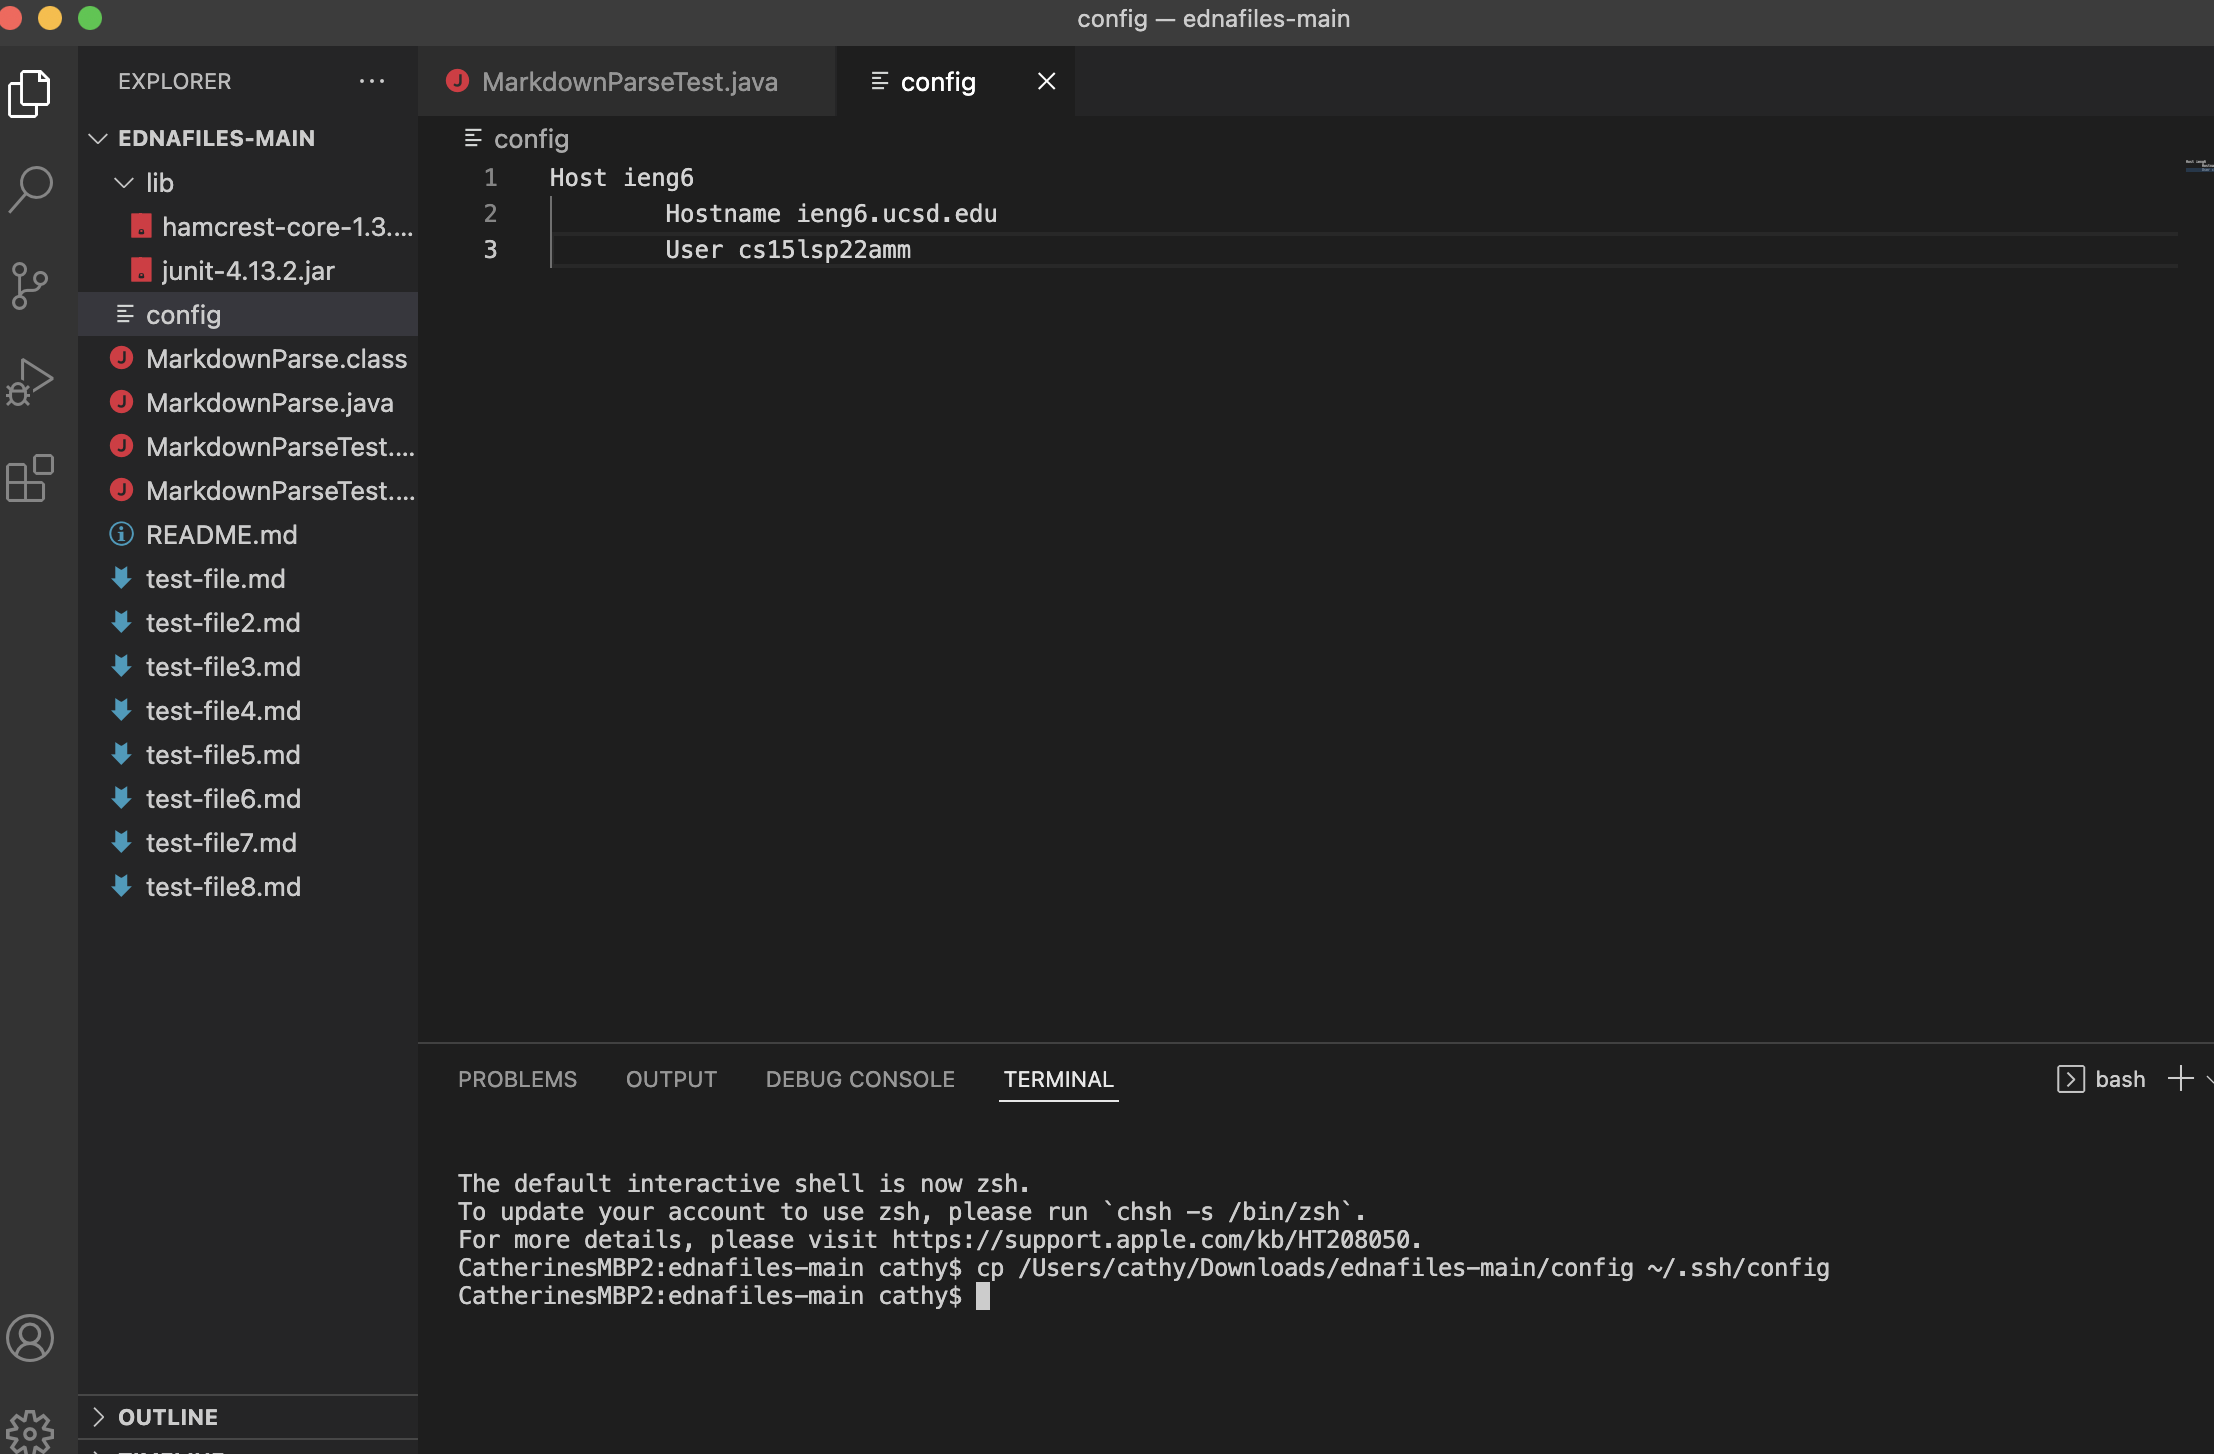 config — ednafiles-main
EXPLORER
EDNAFILES-MAIN
lib
hamcrest-core-1.3....
junit-4.13.2.jar
config
MarkdownParse.class
MarkdownParse.java
MarkdownParseTest....
MarkdownParseTest....
README.md
test-file.md
test-file2.md
test-file3.md
test-file4.md
test-file5.md
test-file6.md
test-file7.md
test-file8.md
OUTLINE
MarkdownParseTest.java
config
config
1 Host ieng6
2 Hostname ieng6.ucsd.edu
3 User cs15lsp22amm
PROBLEMS OUTPUT DEBUG CONSOLE TERMINAL
bash
The default interactive shell is now zsh.
To update your account to use zsh, please run `chsh -s /bin/zsh`.
For more details, please visit https://support.apple.com/kb/HT208050.
CatherinesMBP2:ednafiles-main cathy$ cp /Users/cathy/Downloads/ednafiles-main/config ~/.ssh/config
CatherinesMBP2:ednafiles-main cathy$